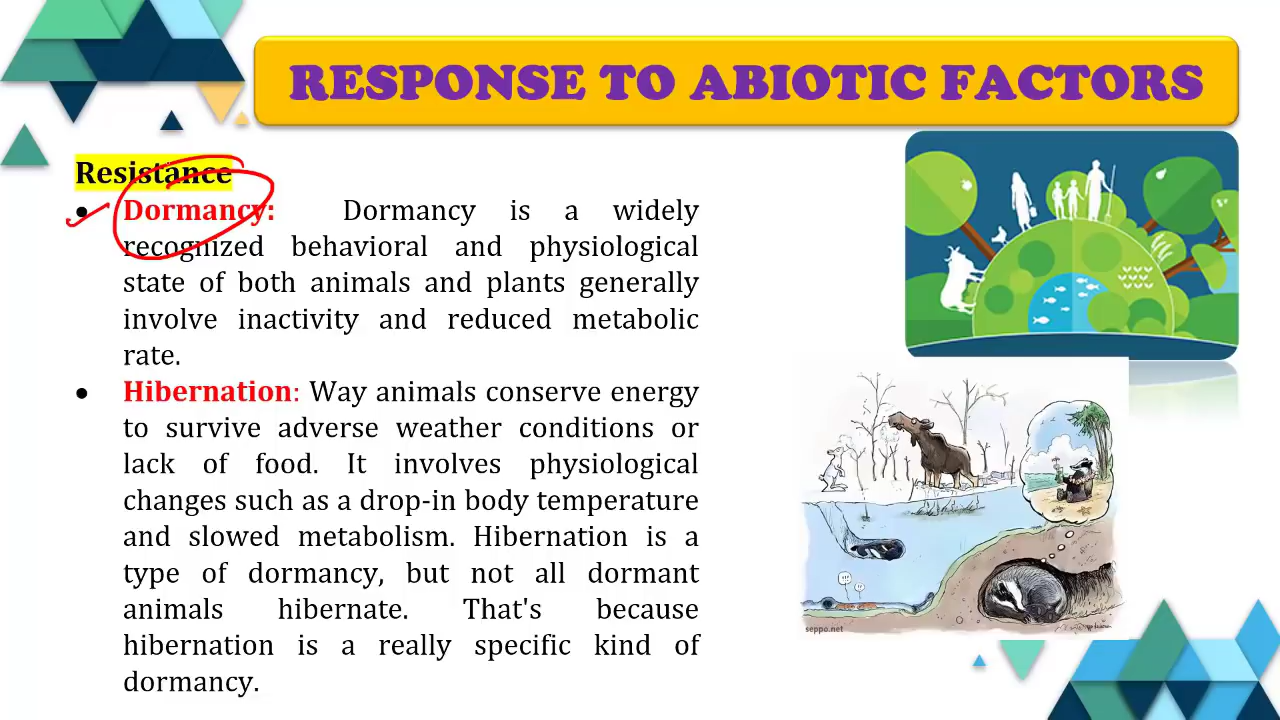 RESPONSE TO ABIOTIC FACTORS
Resistance
• Dormancy: Dormancy is a widely
recognized behavioral and physiological
state of both animals and plants generally
involve inactivity and reduced metabolic
rate.
• Hibernation: Way animals conserve energy
to survive adverse weather conditions or
lack of food. It involves physiological
changes such as a drop-in body temperature
and slowed metabolism. Hibernation is a
type of dormancy, but not all dormant
animals hibernate. That's because
hibernation is a really specific kind of
dormancy.
seppo.net